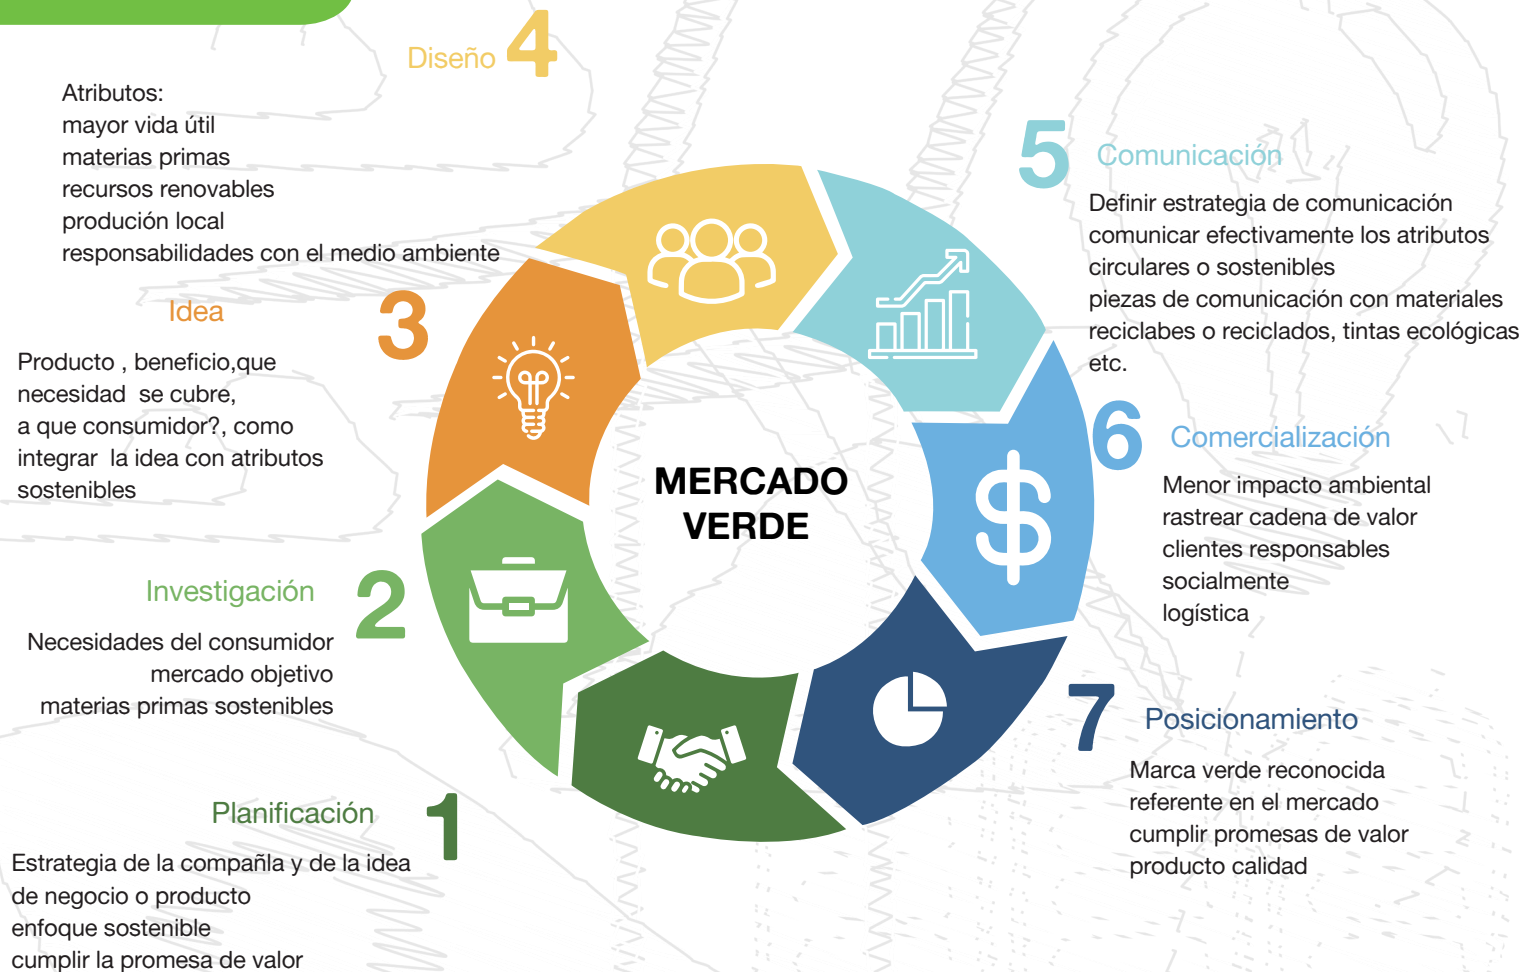 4
Diseño
Atributos:
mayor vida útil
materias primas
recursos renovables
produción local
responsabilidades con el medio ambiente
3
Idea
Producto , beneficio,que
necesidad  se cubre,
a que consumidor?, como
integrar  la idea con atributos
sostenibles
2
Investigación
Necesidades del consumidor
mercado objetivo
materias primas sostenibles
1
Planificación
Estrategia de la compañla y de la idea
de negocio o producto
enfoque sostenible
cumplir la promesa de valor
MERCADO
VERDE
$
5
Comunicación
Definir estrategia de comunicación
comunicar efectivamente los atributos
circulares o sostenibles
piezas de comunicación con materiales
reciclabes o reciclados, tintas ecológicas
etc.
6
Comercialización
Menor impacto ambiental
rastrear cadena de valor
clientes responsables
socialmente
logística
7
Posicionamiento
Marca verde reconocida
referente en el mercado
cumplir promesas de valor
producto calidad